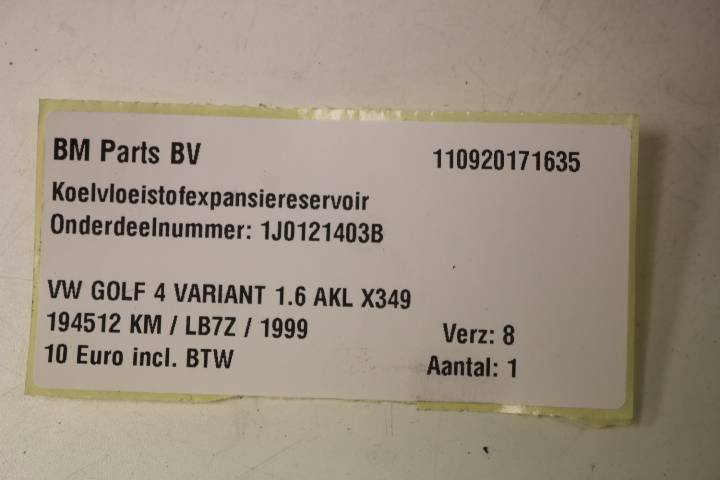 BM Parts BV 110920171635
Koelvloeistofexpansiereservoir
Onderdeelnummer: 1J0121403B
VW GOLF 4 VARIANT 1.6 AKL X349
194512 KM / LB7Z / 1999 Verz: 8
10 Euro incl. BTW Aantal: 1